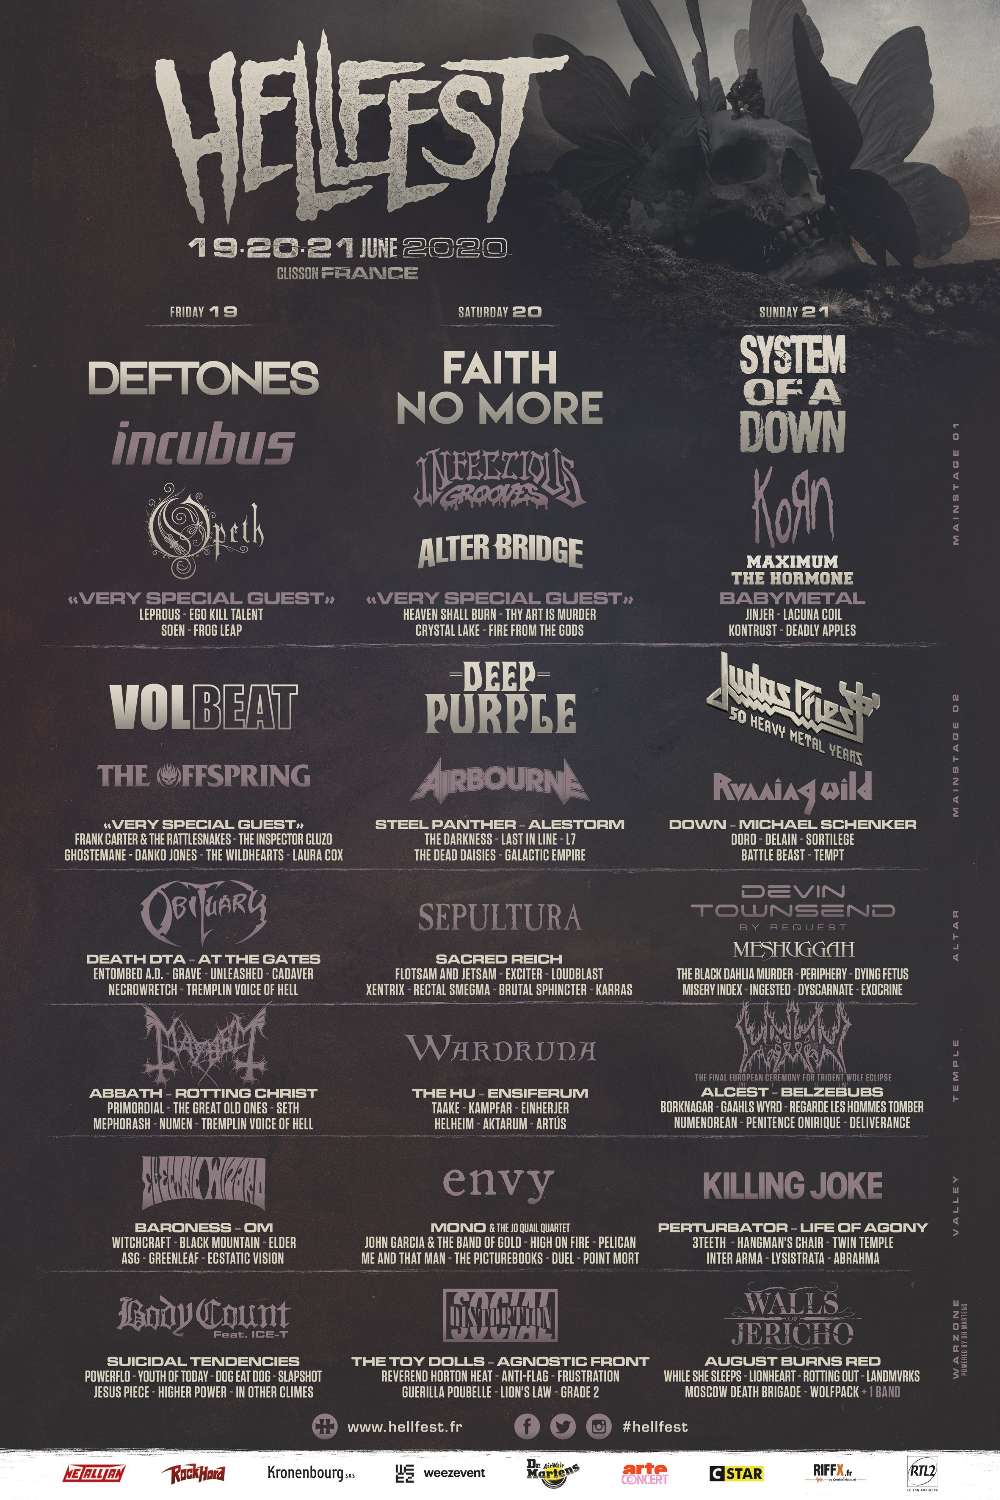 HELLFEST
19·20·21 JUNE 2020
CLISSON FRANCE
FRIDAY 19
DEFTONES
incubus
Opeth
«VERY SPECIAL GUEST»
LEPROUS - EGO KILL TALENT
SOEN - FROG LEAP
VOLBEAT
THE OFFSPRING
«VERY SPECIAL GUEST»
FRANK CARTER & THE RATTLESNAKES - THE INSPECTOR CLUZO
GHOSTEMANE - DANKO JONES - THE WILDHEARTS - LAURA COX
OBITUARY
DEATH DTA - AT THE GATES
ENTOMBED A.D. - GRAVE - UNLEASHED - CADAVER
NECROWRETCH - TREMPLIN VOICE OF HELL
MAYHEM
ABBATH - ROTTING CHRIST
PRIMORDIAL - THE GREAT OLD ONES - SETH
MEPHORASH - NUMEN - TREMPLIN VOICE OF HELL
ELECTRIC WIZARD
BARONESS - OM
WITCHCRAFT - BLACK MOUNTAIN - ELDER
ASG - GREENLEAF - ECSTATIC VISION
Body Count
Feat. ICE-T
SUICIDAL TENDENCIES
POWERFLO - YOUTH OF TODAY - DOG EAT DOG - SLAPSHOT
JESUS PIECE - HIGHER POWER - IN OTHER CLIMES
SATURDAY 20
FAITH
NO MORE
INFECTIOUS
GROOVES
ALTER BRIDGE
«VERY SPECIAL GUEST»
HEAVEN SHALL BURN - THY ART IS MURDER
CRYSTAL LAKE - FIRE FROM THE GODS
DEEP
PURPLE
AIRBOURNE
STEEL PANTHER - ALESTORM
THE DARKNESS - LAST IN LINE - L7
THE DEAD DAISIES - GALACTIC EMPIRE
SEPULTURA
SACRED REICH
FLOTSAM AND JETSAM - EXCITER - LOUDBLAST
XENTRIX - RECTAL SMEGMA - BRUTAL SPHINCTER - KARRAS
WARDRUNA
THE HU - ENSIFERUM
TAAKE - KAMPFAR - EINHERJER
HELHEIM - AKTARUM - ARTÚS
envy
MONO & THE JO QUAIL QUARTET
JOHN GARCIA & THE BAND OF GOLD - HIGH ON FIRE - PELICAN
ME AND THAT MAN - THE PICTUREBOOKS - DUEL - POINT MORT
SOCIAL
DISTORTION
THE TOY DOLLS - AGNOSTIC FRONT
REVEREND HORTON HEAT - ANTI-FLAG - FRUSTRATION
GUERILLA POUBELLE - LION'S LAW - GRADE 2
SUNDAY 21
SYSTEM
OF A
DOWN
KoЯn
MAXIMUM
THE HORMONE
BABYMETAL
JINJER - LACUNA COIL
KONTRUST - DEADLY APPLES
Judas Priest
50 HEAVY METAL YEARS
Running wild
DOWN - MICHAEL SCHENKER
DORO - DELAIN - SORTILEGE
BATTLE BEAST - TEMPT
DEVIN
TOWNSEND
BY REQUEST
MESHUGGAH
THE BLACK DAHLIA MURDER - PERIPHERY - DYING FETUS
MISERY INDEX - INGESTED - DYSCARNATE - EXOCRINE
WATAIN
THE FINAL EUROPEAN CEREMONY FOR TRIDENT WOLF ECLIPSE
ALCEST - BELZEBUBS
BORKNAGAR - GAAHLS WYRD - REGARDE LES HOMMES TOMBER
NUMENOREAN - PENITENCE ONIRIQUE - DELIVERANCE
KILLING JOKE
PERTURBATOR - LIFE OF AGONY
3TEETH - HANGMAN'S CHAIR - TWIN TEMPLE
INTER ARMA - LYSISTRATA - ABRAHMA
WALLS
OF
JERICHO
AUGUST BURNS RED
WHILE SHE SLEEPS - LIONHEART - ROTTING OUT - LANDMVRKS
MOSCOW DEATH BRIGADE - WOLFPACK + 1 BAND
MAINSTAGE 01
MAINSTAGE 02
ALTAR
TEMPLE
VALLEY
WARZONE
POWERED BY DR MARTENS
www.hellfest.fr
#hellfest
METALLIAN
RockHard
Kronenbourg S.A.S
weezevent
Dr. Martens
AirWair
arte
CONCERT
CSTAR
RIFFX.fr
RTL2
LE SON POP-ROCK